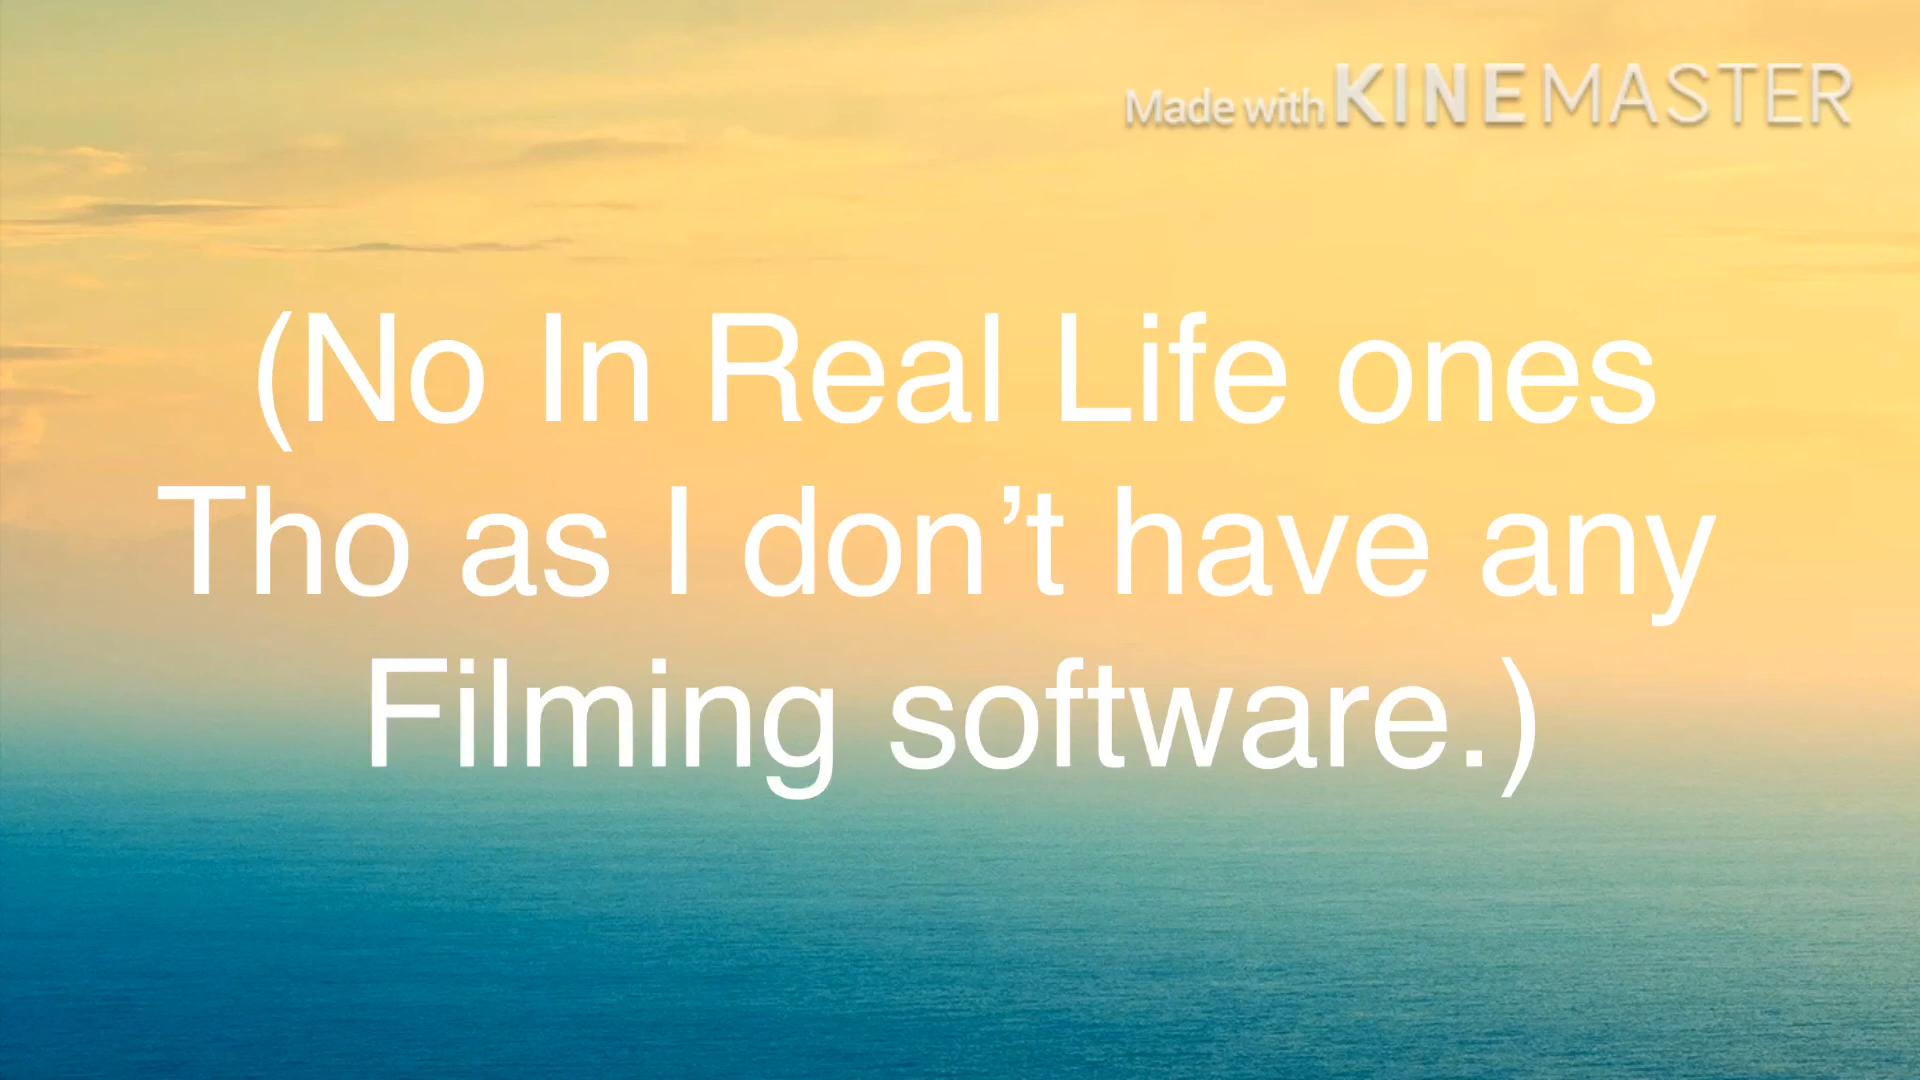 Made with KINEMASTER
(No In Real Life ones
Tho as I don’t have any
Filming software.)